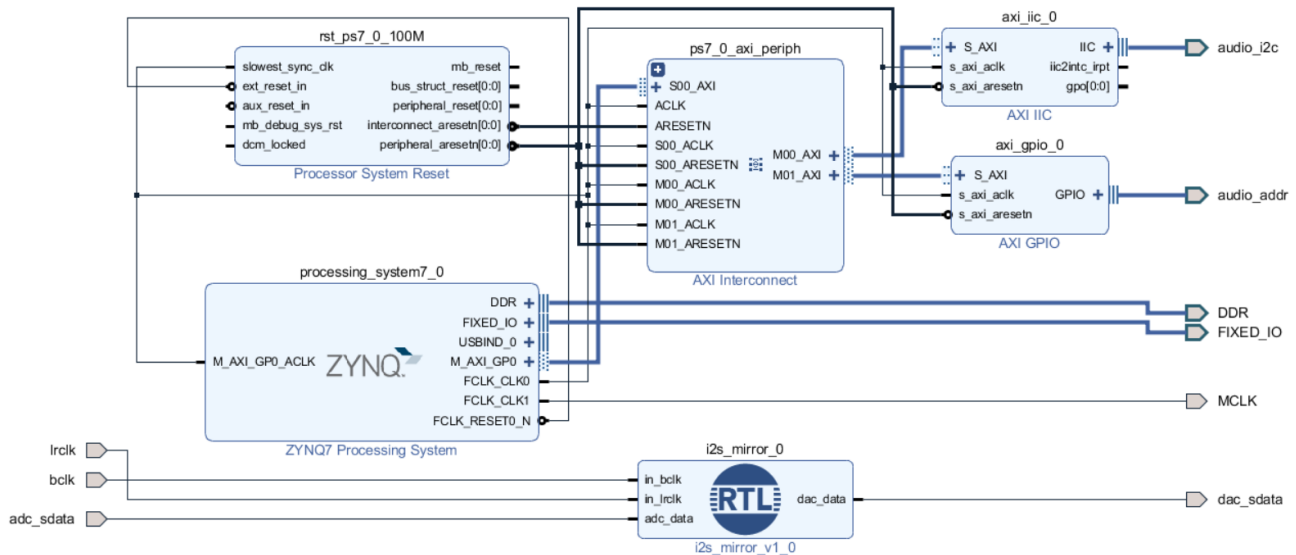 rst_ps7_0_100M
slowest_sync_clk
ext_reset_in
aux_reset_in
mb_debug_sys_rst
dcm_locked
mb_reset
bus_struct_reset[0:0]
peripheral_reset[0:0]
interconnect_aresetn[0:0]
peripheral_aresetn[0:0]
Processor System Reset
ps7_0_axi_periph
S00_AXI
ACLK
ARESETN
S00_ACLK
S00_ARESETN
M00_ACLK
M00_ARESETN
M01_ACLK
M01_ARESETN
M00_AXI
M01_AXI
AXI Interconnect
axi_iic_0
S_AXI
s_axi_aclk
s_axi_aresetn
IIC
iic2intc_irpt
gpo[0:0]
AXI IIC
audio_i2c
axi_gpio_0
S_AXI
s_axi_aclk
s_axi_aresetn
GPIO
AXI GPIO
audio_addr
processing_system7_0
M_AXI_GP0_ACLK
ZYNQ
DDR
FIXED_IO
USBIND_0
M_AXI_GP0
FCLK_CLK0
FCLK_CLK1
FCLK_RESET0_N
ZYNQ7 Processing System
DDR
FIXED_IO
MCLK
lrclk
bclk
adc_sdata
i2s_mirror_0
in_bclk
in_lrclk
adc_data
RTL
dac_data
i2s_mirror_v1_0
dac_sdata